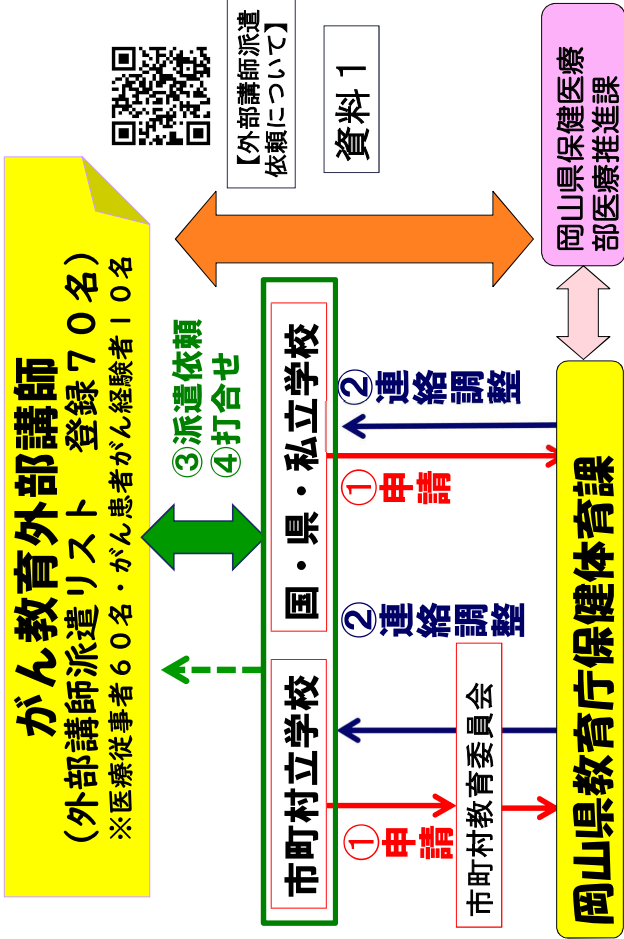 がん教育外部講師
（外部講師派遣リスト　登録７０名）
※医療従事者６０名・がん患者がん経験者１０名
【外部講師派遣
依頼について】
資料１
③派遣依頼
④打合せ
市町村立学校
国・県・私立学校
①申請
②連絡調整
①申請
②連絡調整
市町村教育委員会
岡山県教育庁保健体育課
岡山県保健医療
部医療推進課